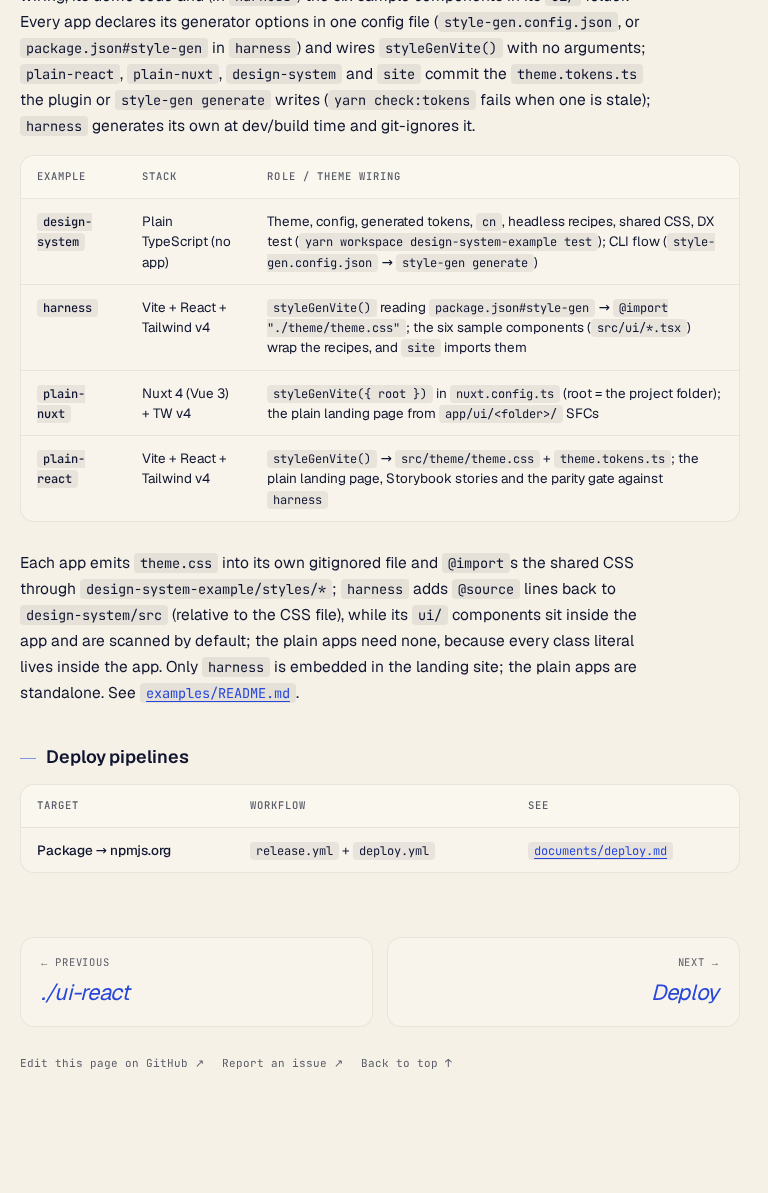 Every app declares its generator options in one config file ( style-gen.config.json , or
package.json#style-gen in harness ) and wires styleGenVite() with no arguments;
plain-react , plain-nuxt , design-system and site commit the theme.tokens.ts
the plugin or style-gen generate writes ( yarn check:tokens fails when one is stale);
harness generates its own at dev/build time and git-ignores it.
EXAMPLE STACK ROLE / THEME WIRING
design-system Plain TypeScript (no app) Theme, config, generated tokens, cn , headless recipes, shared CSS, DX
test ( yarn workspace design-system-example test ); CLI flow ( style-
gen.config.json → style-gen generate )
harness Vite + React + Tailwind v4 styleGenVite() reading package.json#style-gen → @import
"./theme/theme.css" ; the six sample components ( src/ui/*.tsx )
wrap the recipes, and site imports them
plain-nuxt Nuxt 4 (Vue 3) + TW v4 styleGenVite({ root }) in nuxt.config.ts (root = the project folder);
the plain landing page from app/ui/<folder>/ SFCs
plain-react Vite + React + Tailwind v4 styleGenVite() → src/theme/theme.css + theme.tokens.ts ; the
plain landing page, Storybook stories and the parity gate against
harness
Each app emits theme.css into its own gitignored file and @import s the shared CSS
through design-system-example/styles/* ; harness adds @source lines back to
design-system/src (relative to the CSS file), while its ui/ components sit inside the
app and are scanned by default; the plain apps need none, because every class literal
lives inside the app. Only harness is embedded in the landing site; the plain apps are
standalone. See examples/README.md .
— Deploy pipelines
TARGET WORKFLOW SEE
Package → npmjs.org release.yml + deploy.yml documents/deploy.md
← PREVIOUS
./ui-react
NEXT →
Deploy
Edit this page on GitHub ↗ Report an issue ↗ Back to top ↑